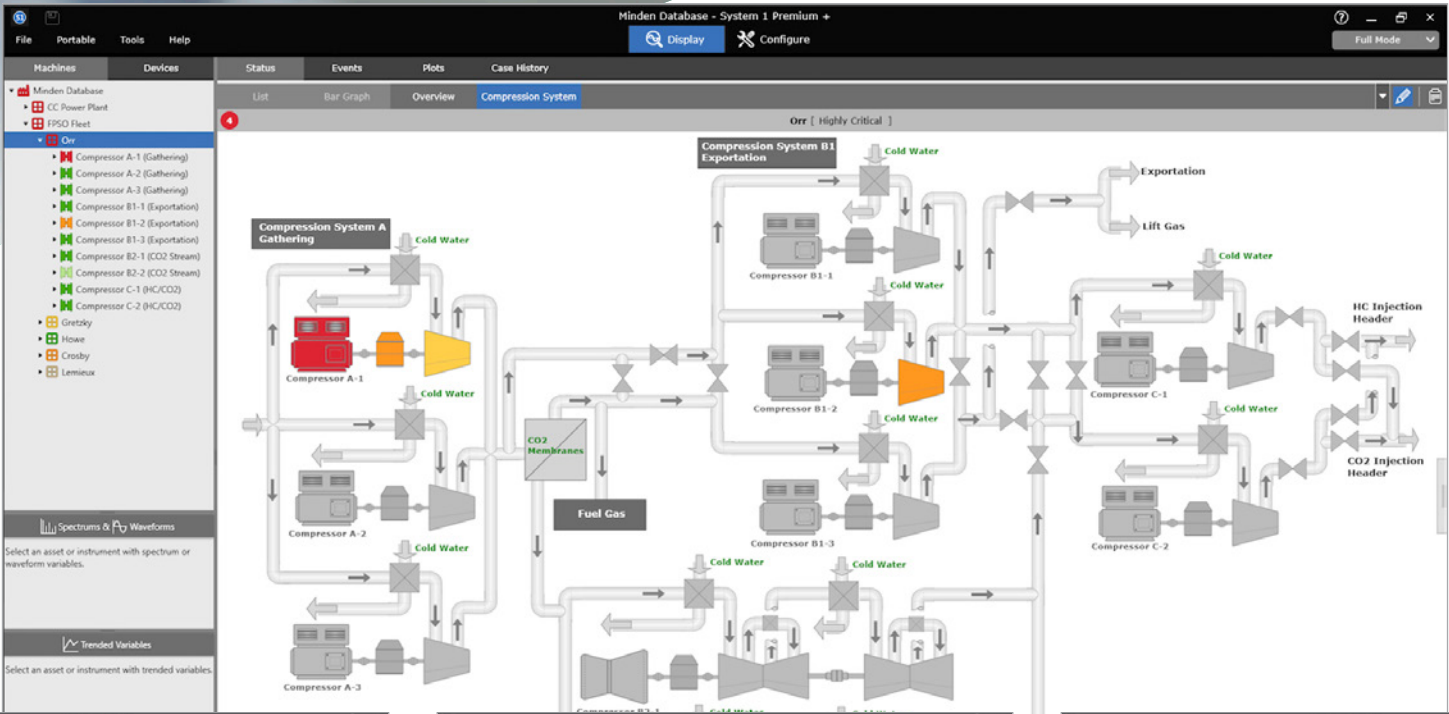 S1
Minden Database - System 1 Premium +
File Portable Tools Help
Display Configure
Full Mode
Machines Devices
Status Events Plots Case History
Minden Database
CC Power Plant
FPSO Fleet
Orr
Compressor A-1 (Gathering)
Compressor A-2 (Gathering)
Compressor A-3 (Gathering)
Compressor B1-1 (Exportation)
Compressor B1-2 (Exportation)
Compressor B1-3 (Exportation)
Compressor B2-1 (CO2 Stream)
Compressor B2-2 (CO2 Stream)
Compressor C-1 (HC/CO2)
Compressor C-2 (HC/CO2)
Gretzky
Howe
Crosby
Lemieux
Spectrums & Waveforms
Select an asset or instrument with spectrum or
waveform variables.
Trended Variables
Select an asset or instrument with trended variables.
List Bar Graph Overview Compression System
4
Orr [ Highly Critical ]
Compression System B1
Exportation
Cold Water
Exportation
Lift Gas
Compressor B1-1
Compression System A
Gathering
Cold Water
Cold Water
Cold Water
HC Injection
Header
Compressor A-1
Compressor B1-2
Compressor C-1
Cold Water
Cold Water
Cold Water
CO2
Membranes
CO2 Injection
Header
Fuel Gas
Compressor A-2
Compressor B1-3
Compressor C-2
Cold Water
Cold Water
Cold Water
Compressor A-3
Compressor B2-1
Cold Water
Cold Water